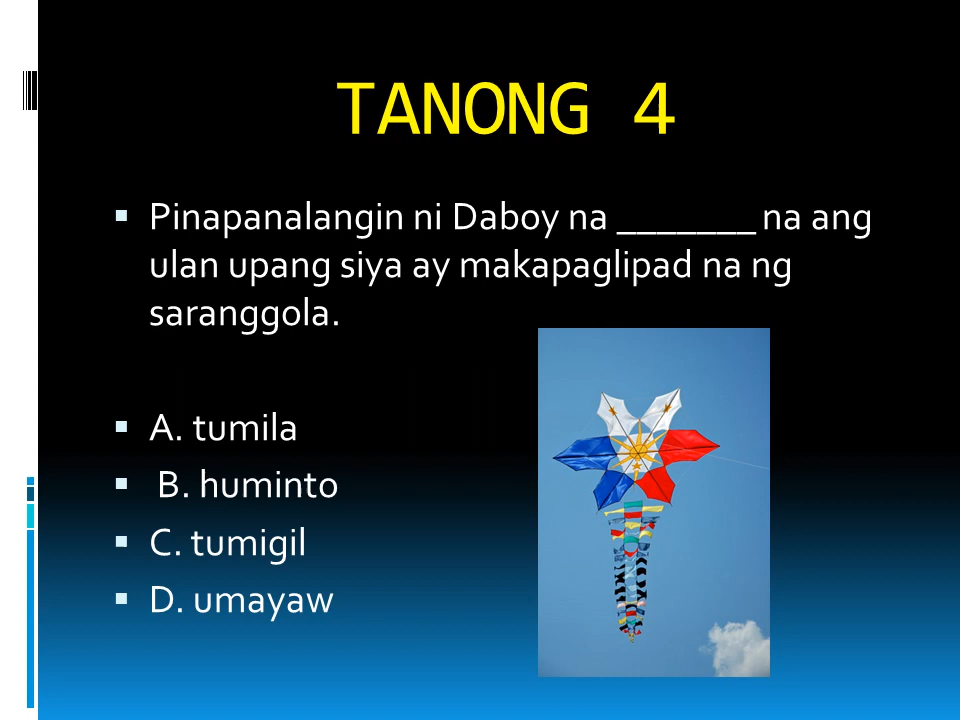 TANONG 4
Pinapanalangin ni Daboy na _______ na ang
ulan upang siya ay makapaglipad na ng
saranggola.
A. tumila
B. huminto
C. tumigil
D. umayaw